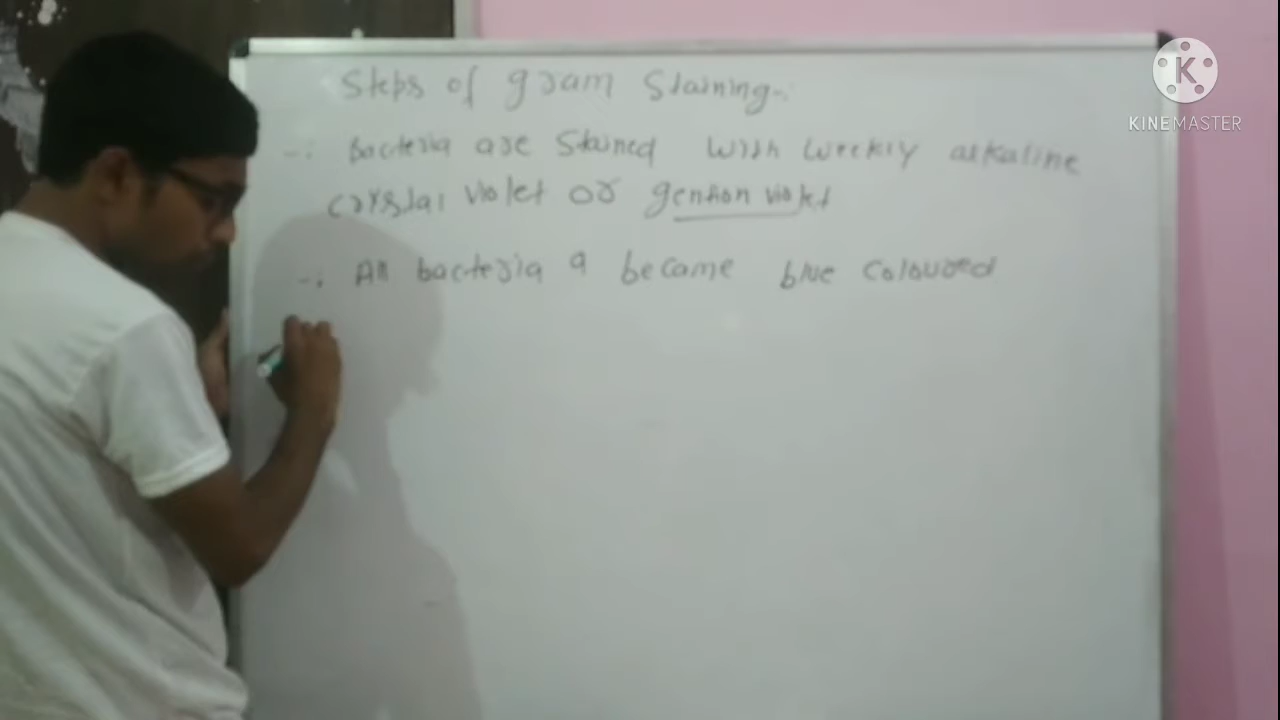 Steps of gram Staining:
-: Bacteria are Stained with weekly alkaline
crystal violet or gention violet
-: All bacteria a became blue coloured
KINEMASTER